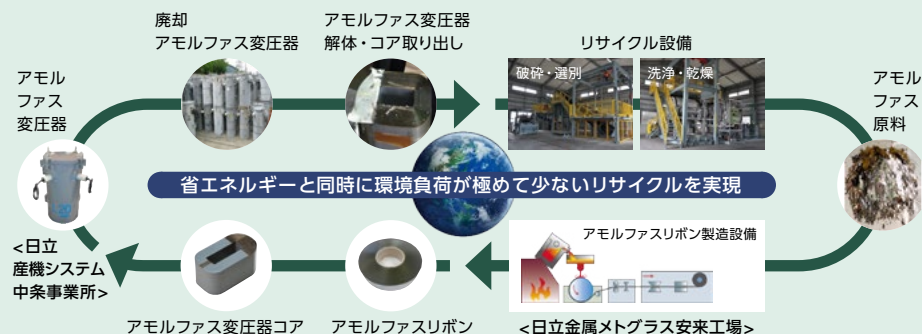 廃却
アモルファス変圧器
アモルファス変圧器
解体・コア取り出し
リサイクル設備
破砕・選別
洗浄・乾燥
アモル
ファス
変圧器
アモル
ファス
原料
省エネルギーと同時に環境負荷が極めて少ないリサイクルを実現
<日立
産機システム
中条事業所>
アモルファスリボン製造設備
アモルファス変圧器コア
アモルファスリボン
<日立金属メトグラス安来工場>
20